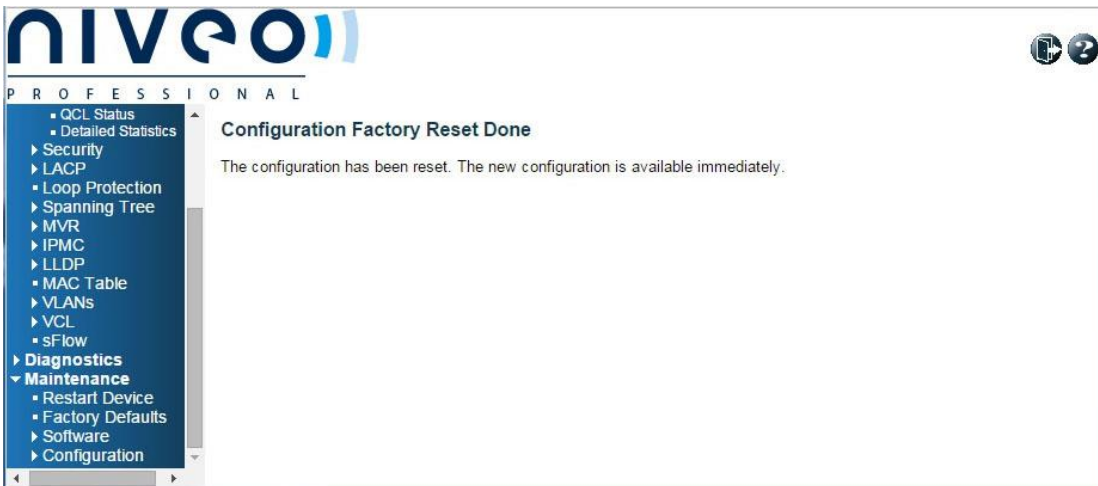 niveo
PROFESSIONAL
QCL Status
Detailed Statistics
Security
LACP
Loop Protection
Spanning Tree
MVR
IPMC
LLDP
MAC Table
VLANs
VCL
sFlow
Diagnostics
Maintenance
Restart Device
Factory Defaults
Software
Configuration
?
Configuration Factory Reset Done
The configuration has been reset. The new configuration is available immediately.